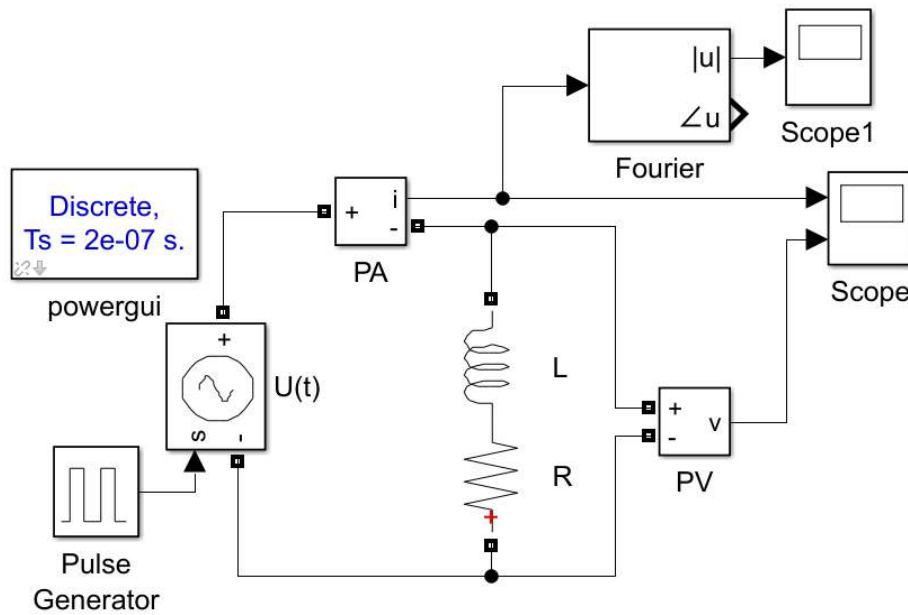 |u|
∠u
Scope1
Fourier
Discrete,
Ts = 2e-07 s.
powergui
+
i
-
PA
Scope
+
s
-
U(t)
L
R
+
-
v
PV
Pulse
Generator